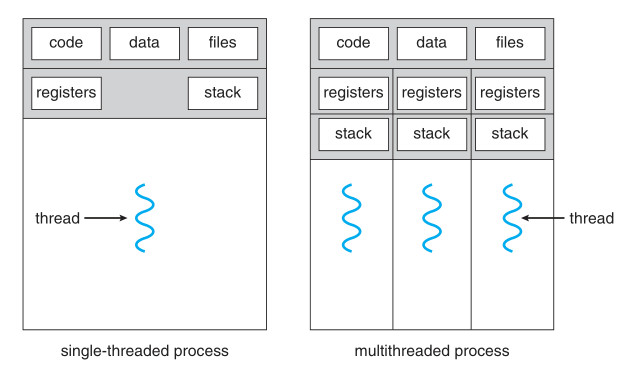 code data files
registers stack
thread
single-threaded process
code data files
registers registers registers
stack stack stack
thread
multithreaded process